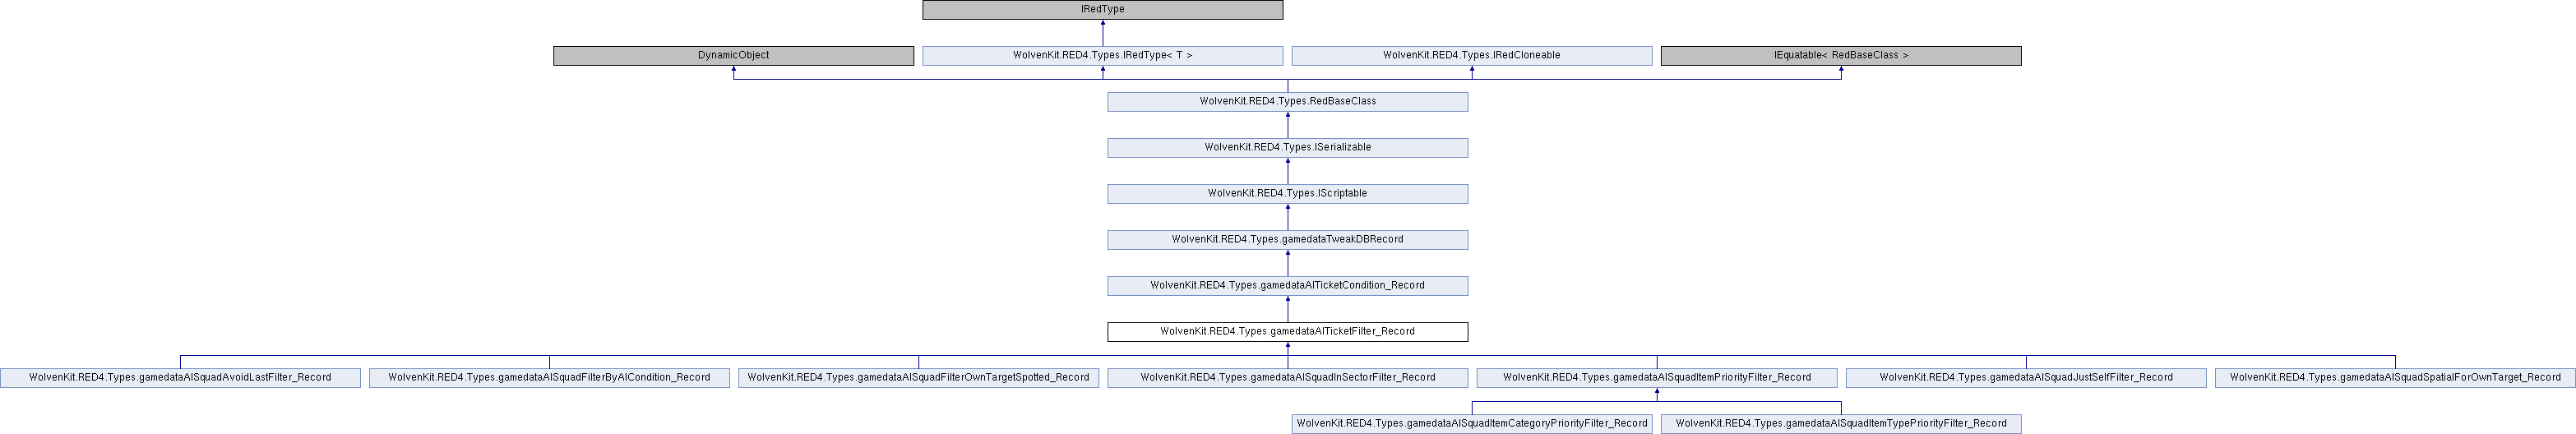 IRedType
DynamicObject
WolvenKit.RED4.Types.IRedType< T >
WolvenKit.RED4.Types.IRedCloneable
IEquatable< RedBaseClass >
WolvenKit.RED4.Types.RedBaseClass
WolvenKit.RED4.Types.ISerializable
WolvenKit.RED4.Types.IScriptable
WolvenKit.RED4.Types.gamedataTweakDBRecord
WolvenKit.RED4.Types.gamedataAITicketCondition_Record
WolvenKit.RED4.Types.gamedataAITicketFilter_Record
WolvenKit.RED4.Types.gamedataAISquadAvoidLastFilter_Record
WolvenKit.RED4.Types.gamedataAISquadFilterByAICondition_Record
WolvenKit.RED4.Types.gamedataAISquadFilterOwnTargetSpotted_Record
WolvenKit.RED4.Types.gamedataAISquadInSectorFilter_Record
WolvenKit.RED4.Types.gamedataAISquadItemPriorityFilter_Record
WolvenKit.RED4.Types.gamedataAISquadJustSelfFilter_Record
WolvenKit.RED4.Types.gamedataAISquadSpatialForOwnTarget_Record
WolvenKit.RED4.Types.gamedataAISquadItemCategoryPriorityFilter_Record
WolvenKit.RED4.Types.gamedataAISquadItemTypePriorityFilter_Record